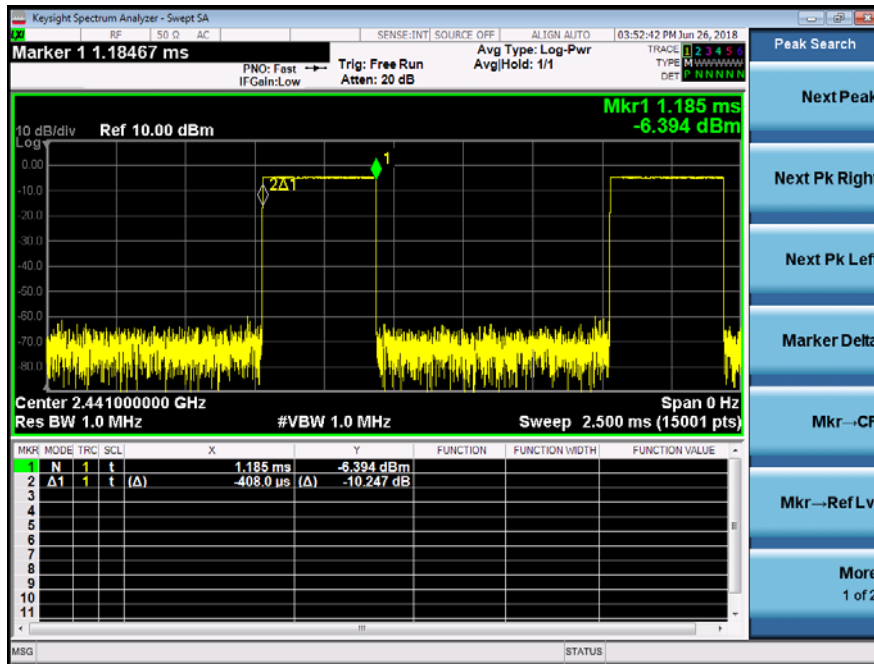 Keysight Spectrum Analyzer - Swept SA
LXI RF 50 Ω AC SENSE:INT SOURCE OFF ALIGN AUTO 03:52:42 PM Jun 26, 2018
Marker 1 1.18467 ms
PNO: Fast
IFGain:Low
Trig: Free Run
Atten: 20 dB
Avg Type: Log-Pwr
Avg|Hold: 1/1
TRACE 1 2 3 4 5 6
TYPE M WWWWW
DET P N N N N N
Peak Search
Next Peak
Next Pk Right
Next Pk Left
Marker Delta
Mkr→CF
Mkr→Ref Lv
More
1 of 2
Mkr1 1.185 ms
-6.394 dBm
10 dB/div Ref 10.00 dBm
Log
0.00
-10.0
-20.0
-30.0
-40.0
-50.0
-60.0
-70.0
-80.0
2Δ1
1
Center 2.441000000 GHz Span 0 Hz
Res BW 1.0 MHz #VBW 1.0 MHz Sweep 2.500 ms (15001 pts)
MKR MODE TRC SCL X Y FUNCTION FUNCTION WIDTH FUNCTION VALUE
1 N 1 t 1.185 ms -6.394 dBm
2 Δ1 1 t (Δ) -408.0 µs (Δ) -10.247 dB
3
4
5
6
7
8
9
10
11
MSG STATUS